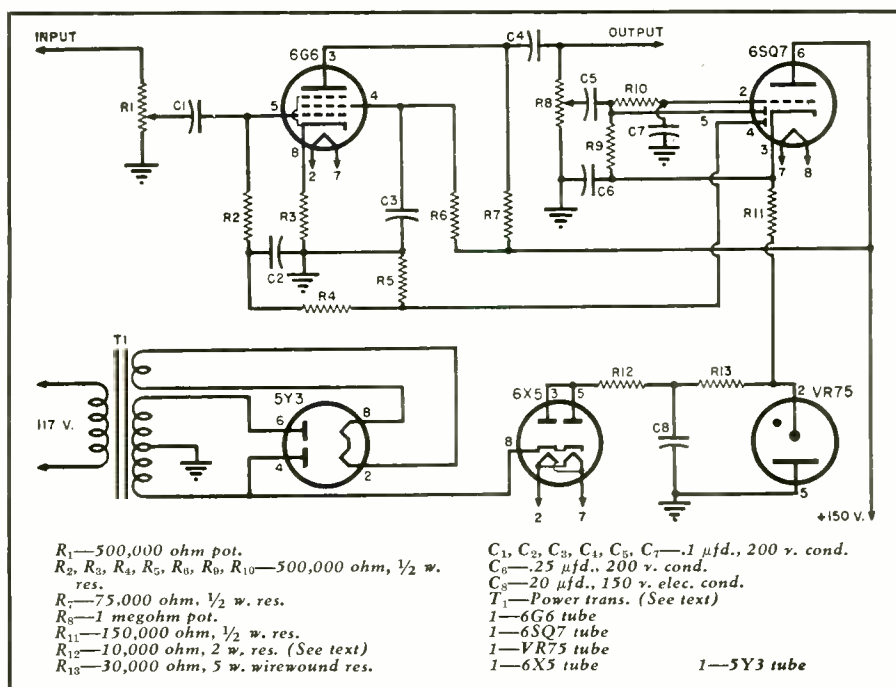 INPUT
OUTPUT
6G6
3
C4
6SQ7
6
R1
C1
5
4
8
2
7
R8
C5
R10
2
5
4
3
C7
R9
7
8
C6
R11
R2
R3
C3
C2
R6
R7
R5
R4
T1
117 V.
5Y3
6
8
4
2
6X5
3
5
8
2
7
R12
R13
C8
VR75
2
5
+150 V.
R₁—500,000 ohm pot.
R₂, R₃, R₄, R₅, R₆, R₉, R₁₀—500,000 ohm, ½ w.
res.
R₇—75,000 ohm, ½ w. res.
R₈—1 megohm pot.
R₁₁—150,000 ohm, ½ w. res.
R₁₂—10,000 ohm, 2 w. res. (See text)
R₁₃—30,000 ohm, 5 w. wirewound res.
C₁, C₂, C₃, C₄, C₅, C₇—.1 μfd., 200 v. cond.
C₆—.25 μfd., 200 v. cond.
C₈—20 μfd., 150 v. elec. cond.
T₁—Power trans. (See text)
1—6G6 tube
1—6SQ7 tube
1—VR75 tube
1—6X5 tube 1—5Y3 tube